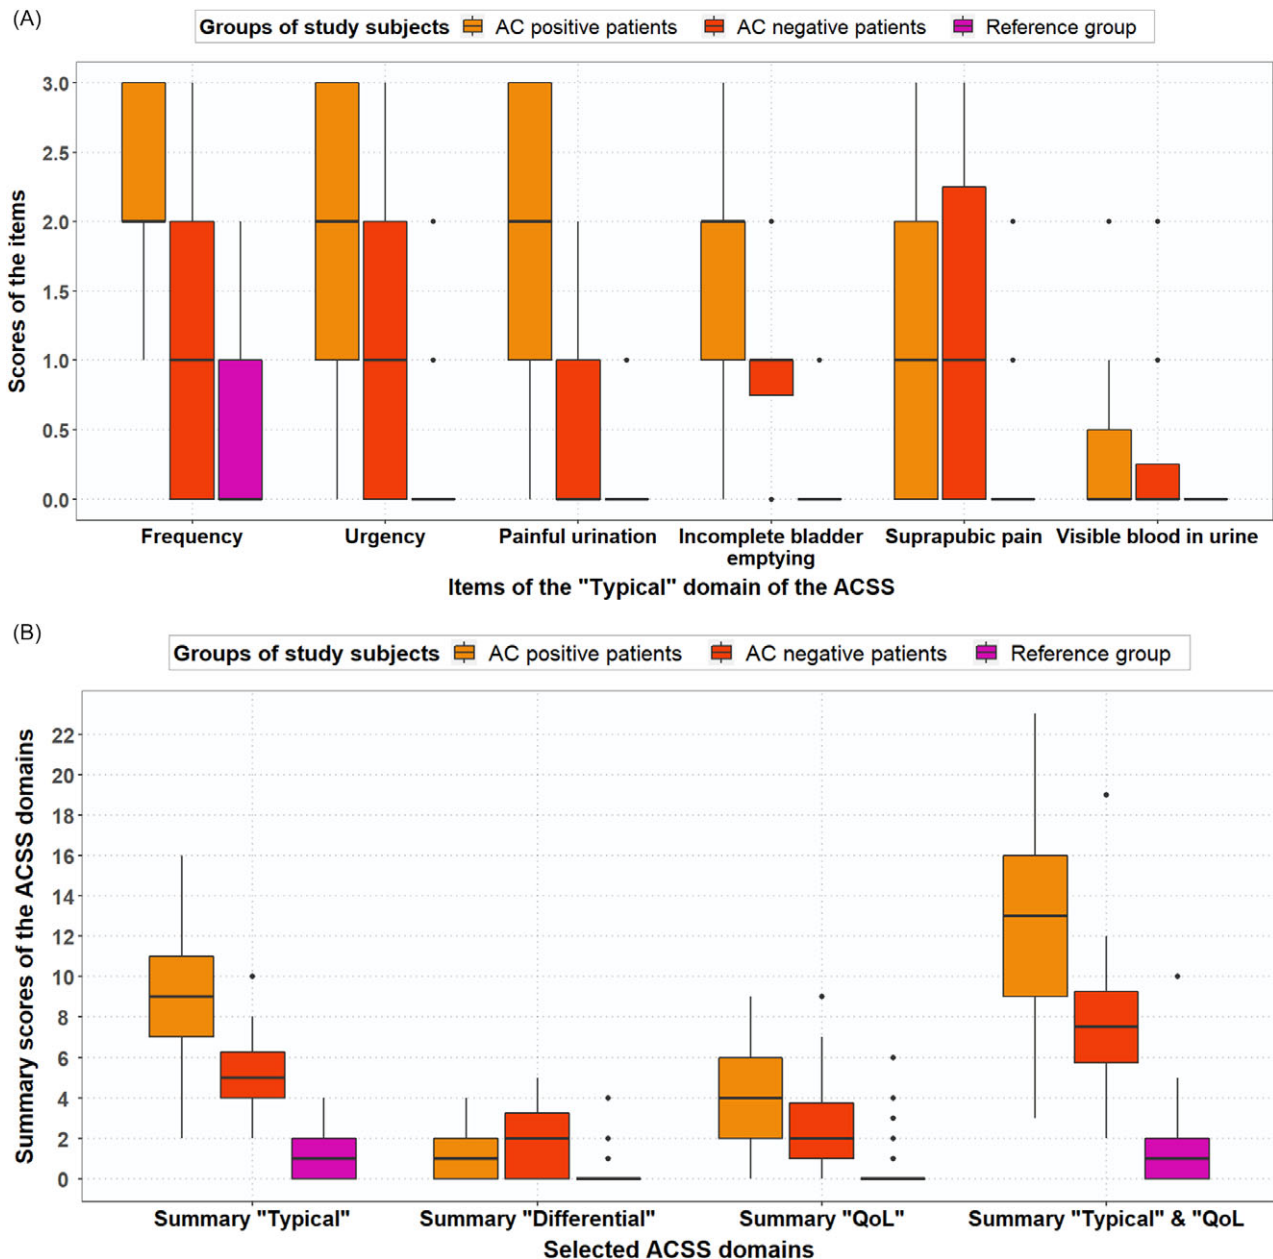 (A)
Groups of study subjects AC positive patients AC negative patients Reference group
3.0
2.5
2.0
1.5
1.0
0.5
0.0
Scores of the items
Frequency Urgency Painful urination Incomplete bladder emptying Suprapubic pain Visible blood in urine
Items of the "Typical" domain of the ACSS
(B)
Groups of study subjects AC positive patients AC negative patients Reference group
22
20
18
16
14
12
10
8
6
4
2
0
Summary scores of the ACSS domains
Summary "Typical" Summary "Differential" Summary "QoL" Summary "Typical" & "QoL
Selected ACSS domains